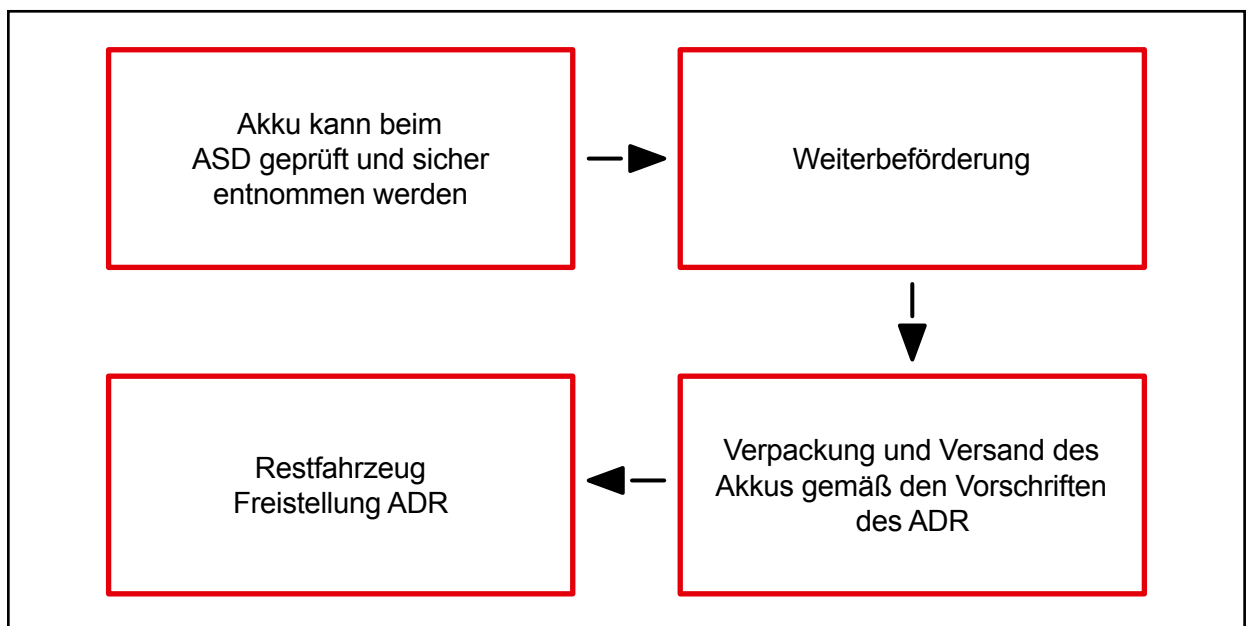 Akku kann beim
ASD geprüft und sicher
entnommen werden
Weiterbeförderung
Verpackung und Versand des
Akkus gemäß den Vorschriften
des ADR
Restfahrzeug
Freistellung ADR